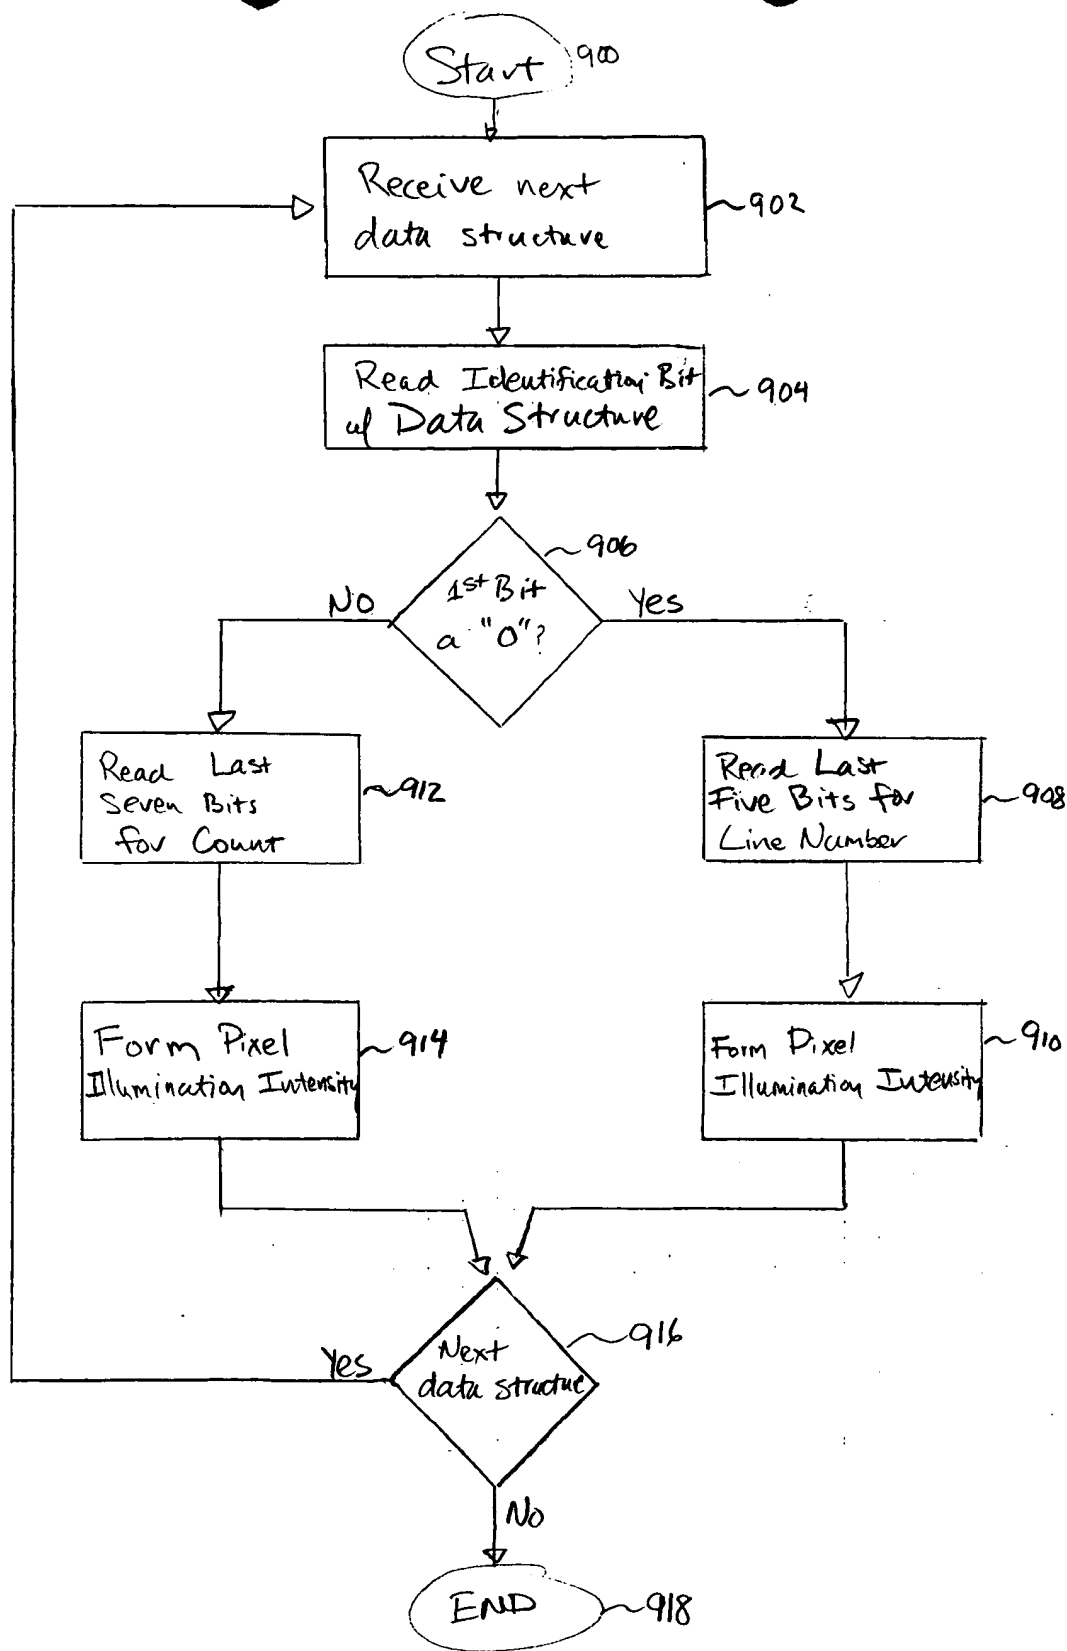 Start 900
Receive next
data structure
902
Read Identification Bit
w/ Data Structure
904
906
1st Bit
a "0"?
No
Yes
Read Last
Seven Bits
for Count
912
Read Last
Five Bits for
Line Number
908
Form Pixel
Illumination Intensity
914
Form Pixel
Illumination Intensity
910
916
Next
data structue
Yes
No
END
918